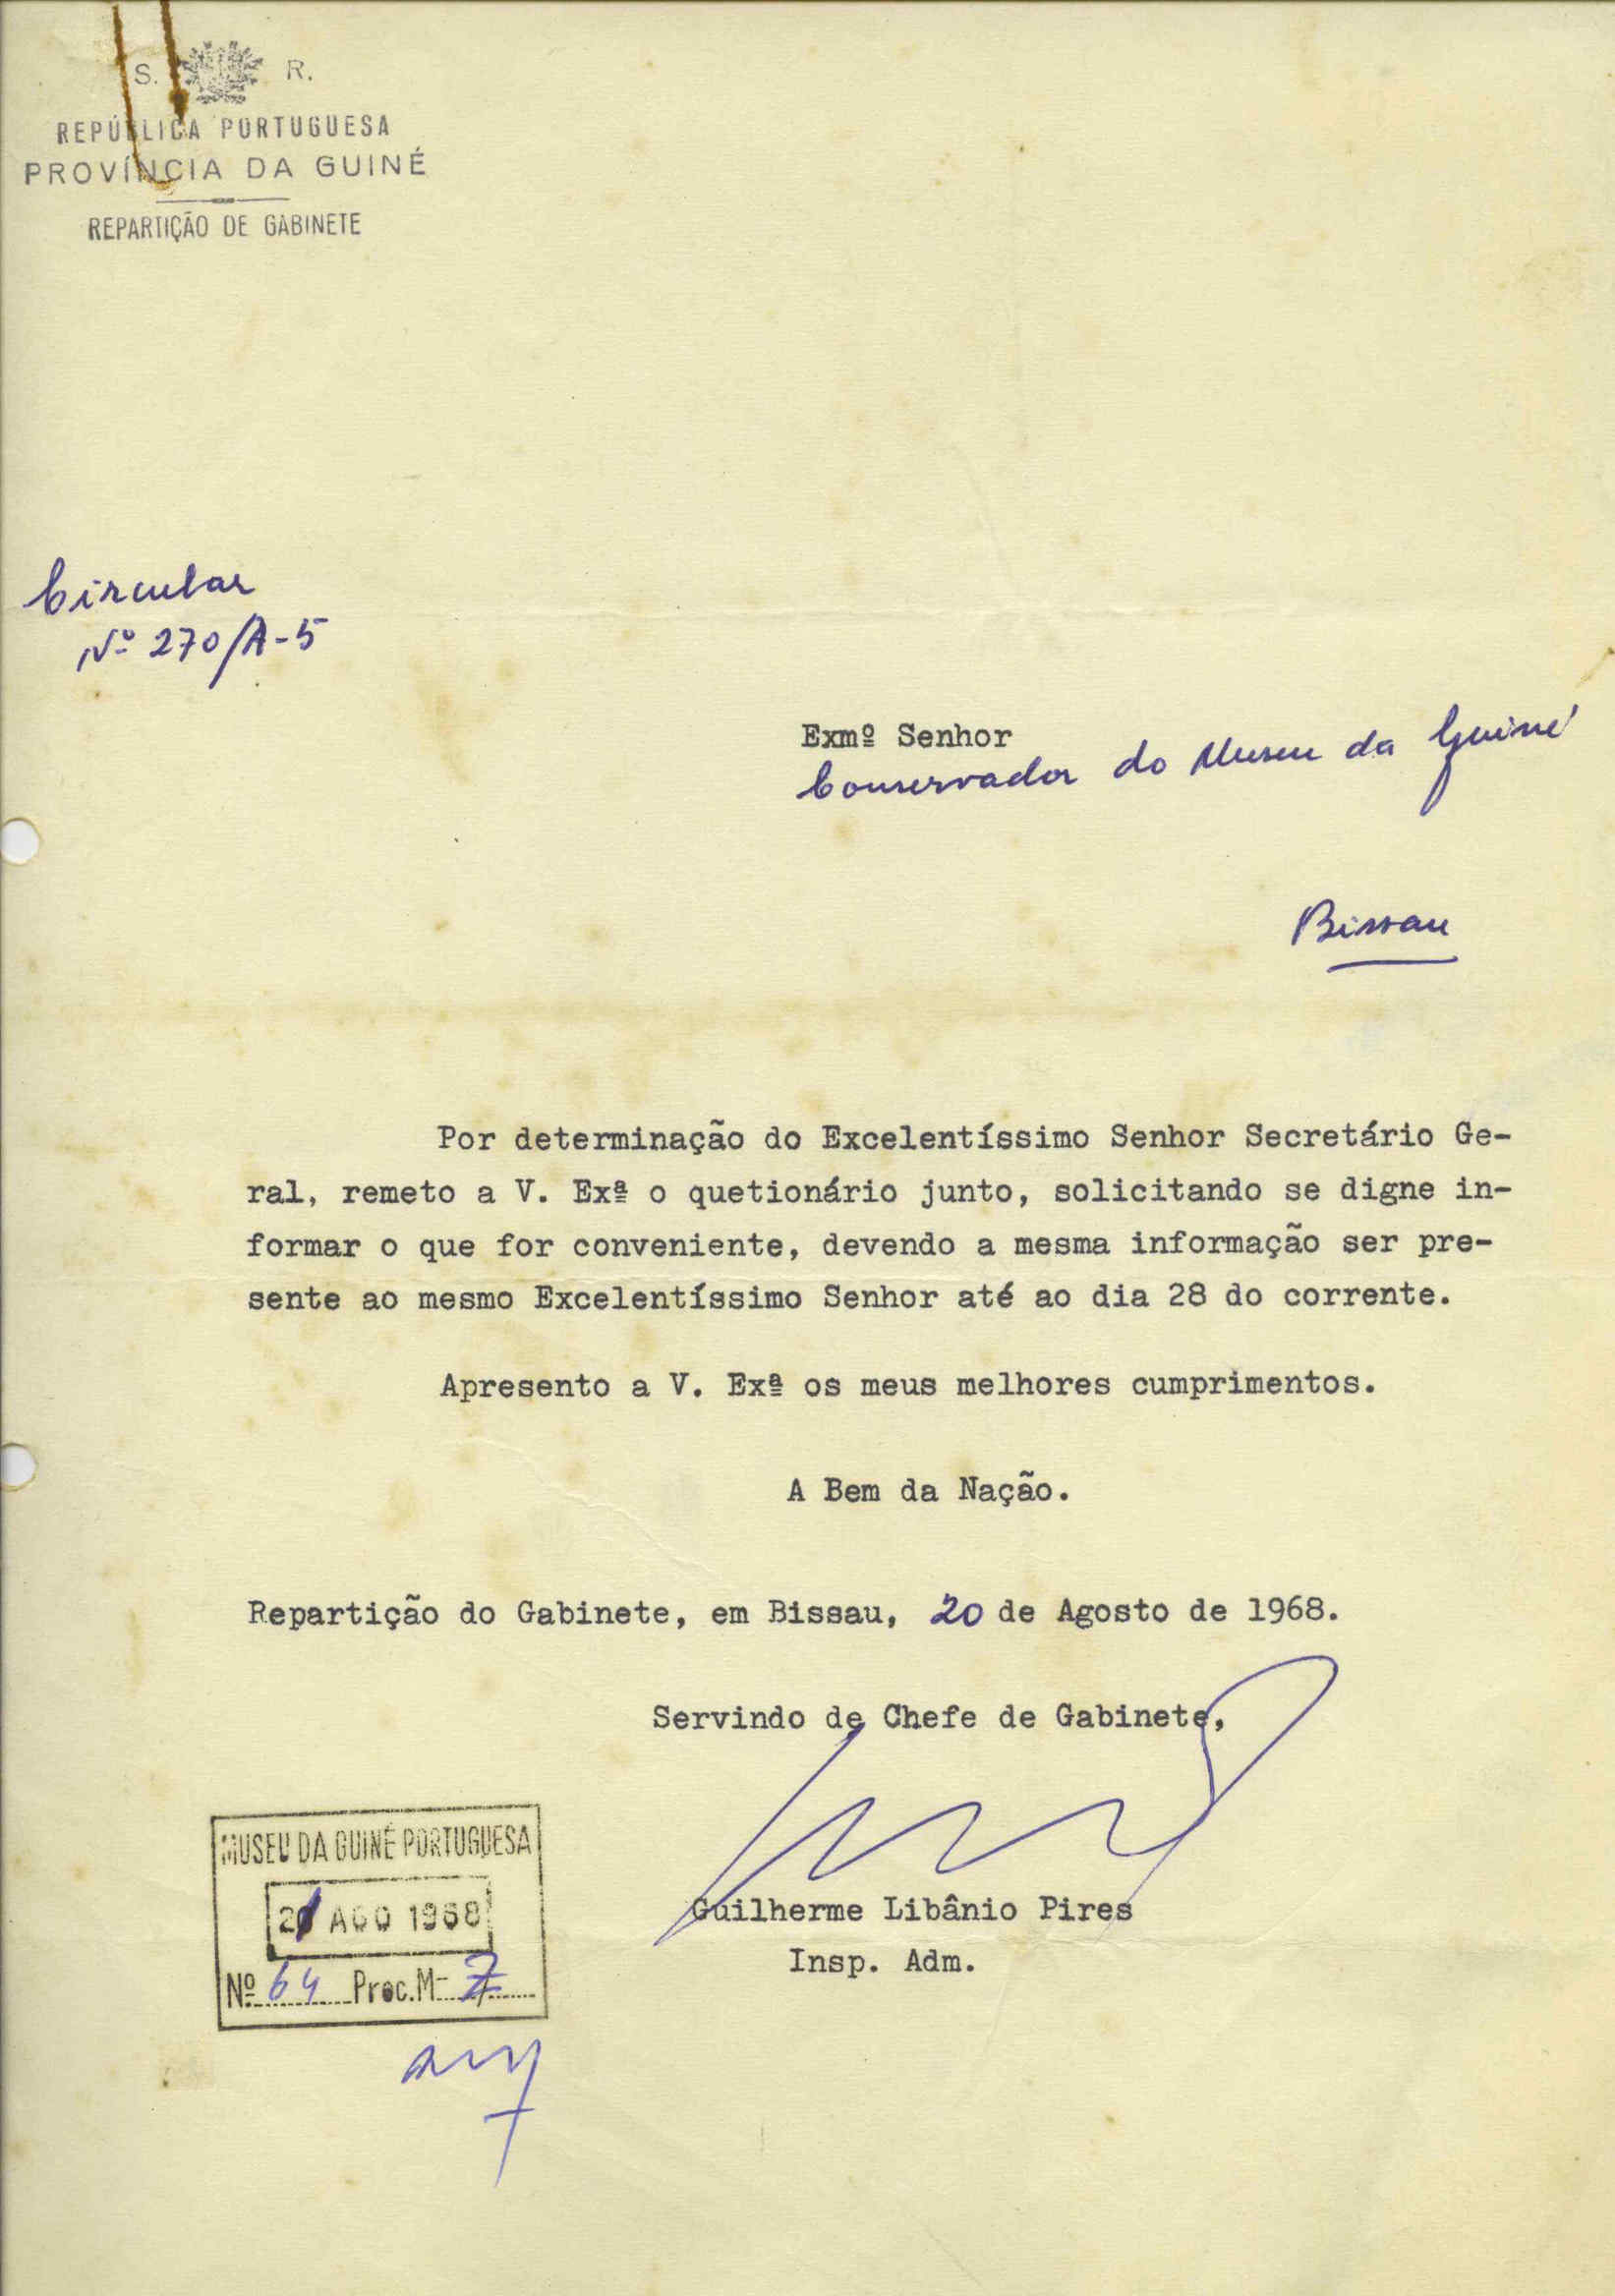 S. R.
REPÚBLICA PORTUGUESA
PROVÍNCIA DA GUINÉ
REPARTIÇÃO DE GABINETE
Circular
Nº 270/A-5
Exmº Senhor
Conservador do Museu da Guiné
Bissau
Por determinação do Excelentíssimo Senhor Secretário Ge-
ral, remeto a V. Exª o quetionário junto, solicitando se digne in-
formar o que for conveniente, devendo a mesma informação ser pre-
sente ao mesmo Excelentíssimo Senhor até ao dia 28 do corrente.
Apresento a V. Exª os meus melhores cumprimentos.
A Bem da Nação.
Repartição do Gabinete, em Bissau, 20 de Agosto de 1968.
Servindo de Chefe de Gabinete,
Guilherme Libânio Pires
Insp. Adm.
MUSEU DA GUINÉ PORTUGUESA
21 AGO 1968
Nº 64 Proc. M- 7